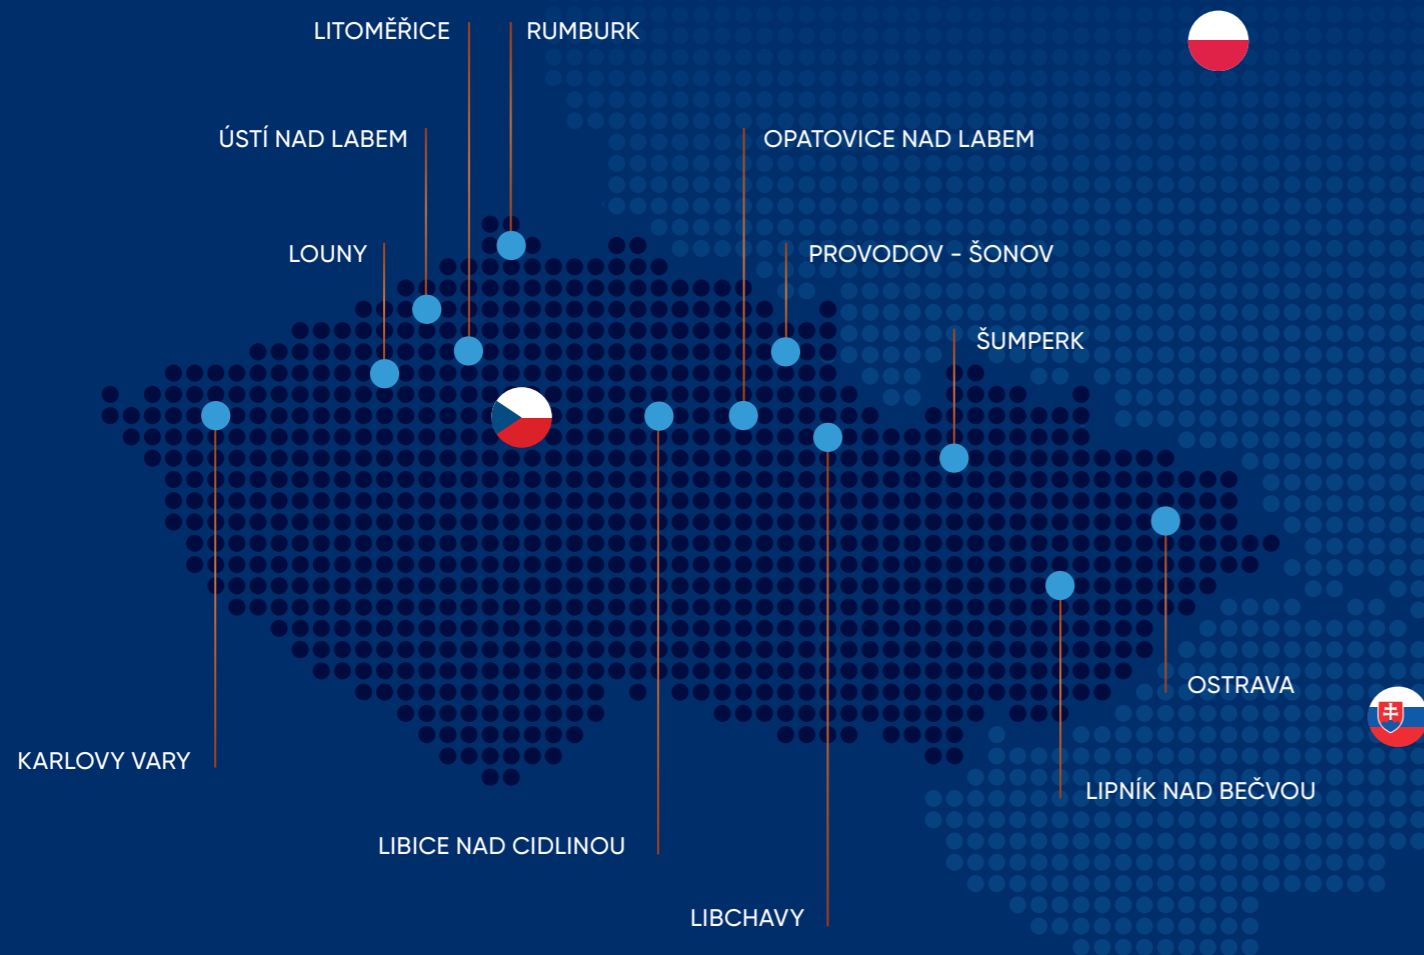 LITOMĚŘICE
RUMBURK
ÚSTÍ NAD LABEM
OPATOVICE NAD LABEM
LOUNY
PROVODOV - ŠONOV
ŠUMPERK
OSTRAVA
KARLOVY VARY
LIPNÍK NAD BEČVOU
LIBICE NAD CIDLINOU
LIBCHAVY